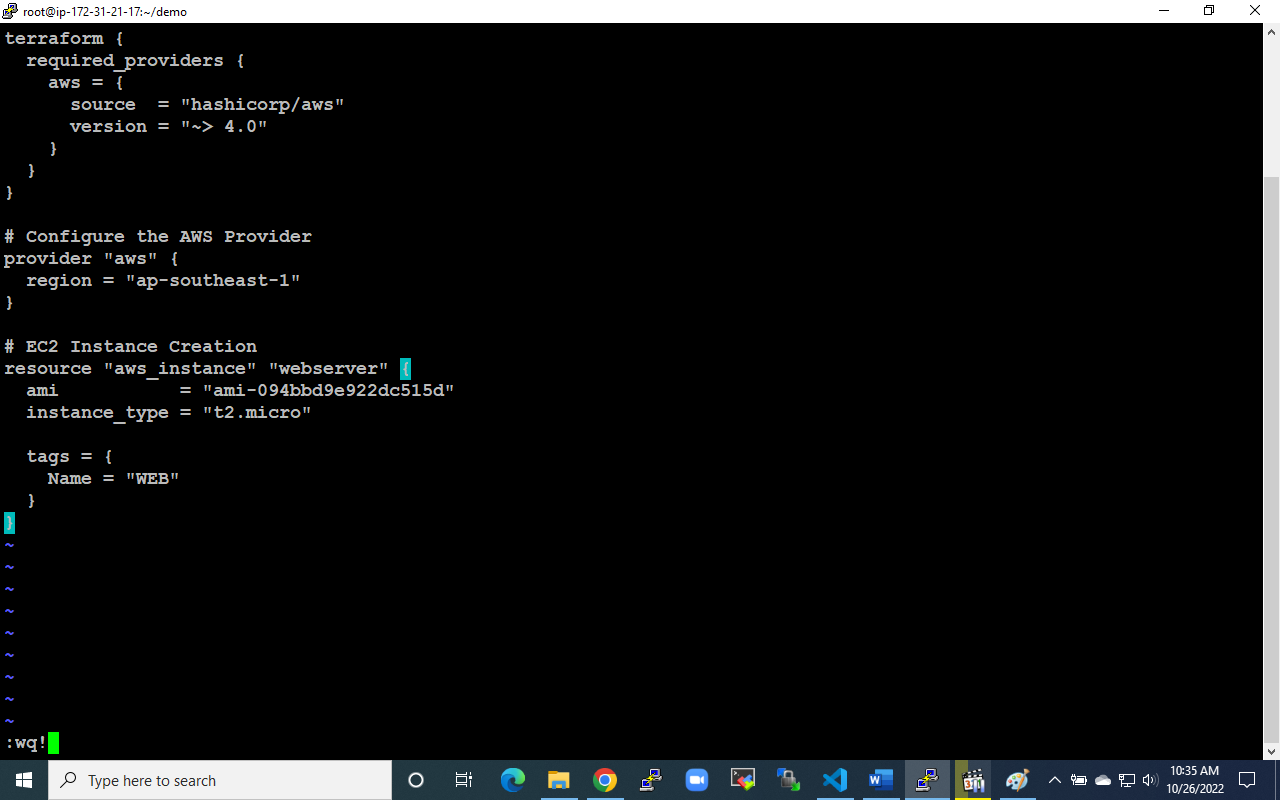 root@ip-172-31-21-17:~/demo
terraform {
  required_providers {
    aws = {
      source  = "hashicorp/aws"
      version = "~> 4.0"
    }
  }
}

# Configure the AWS Provider
provider "aws" {
  region = "ap-southeast-1"
}

# EC2 Instance Creation
resource "aws_instance" "webserver" {
  ami           = "ami-094bbd9e922dc515d"
  instance_type = "t2.micro"

  tags = {
    Name = "WEB"
  }
}
~
~
~
~
~
~
~
~
~
:wq!
Type here to search
10:35 AM
10/26/2022